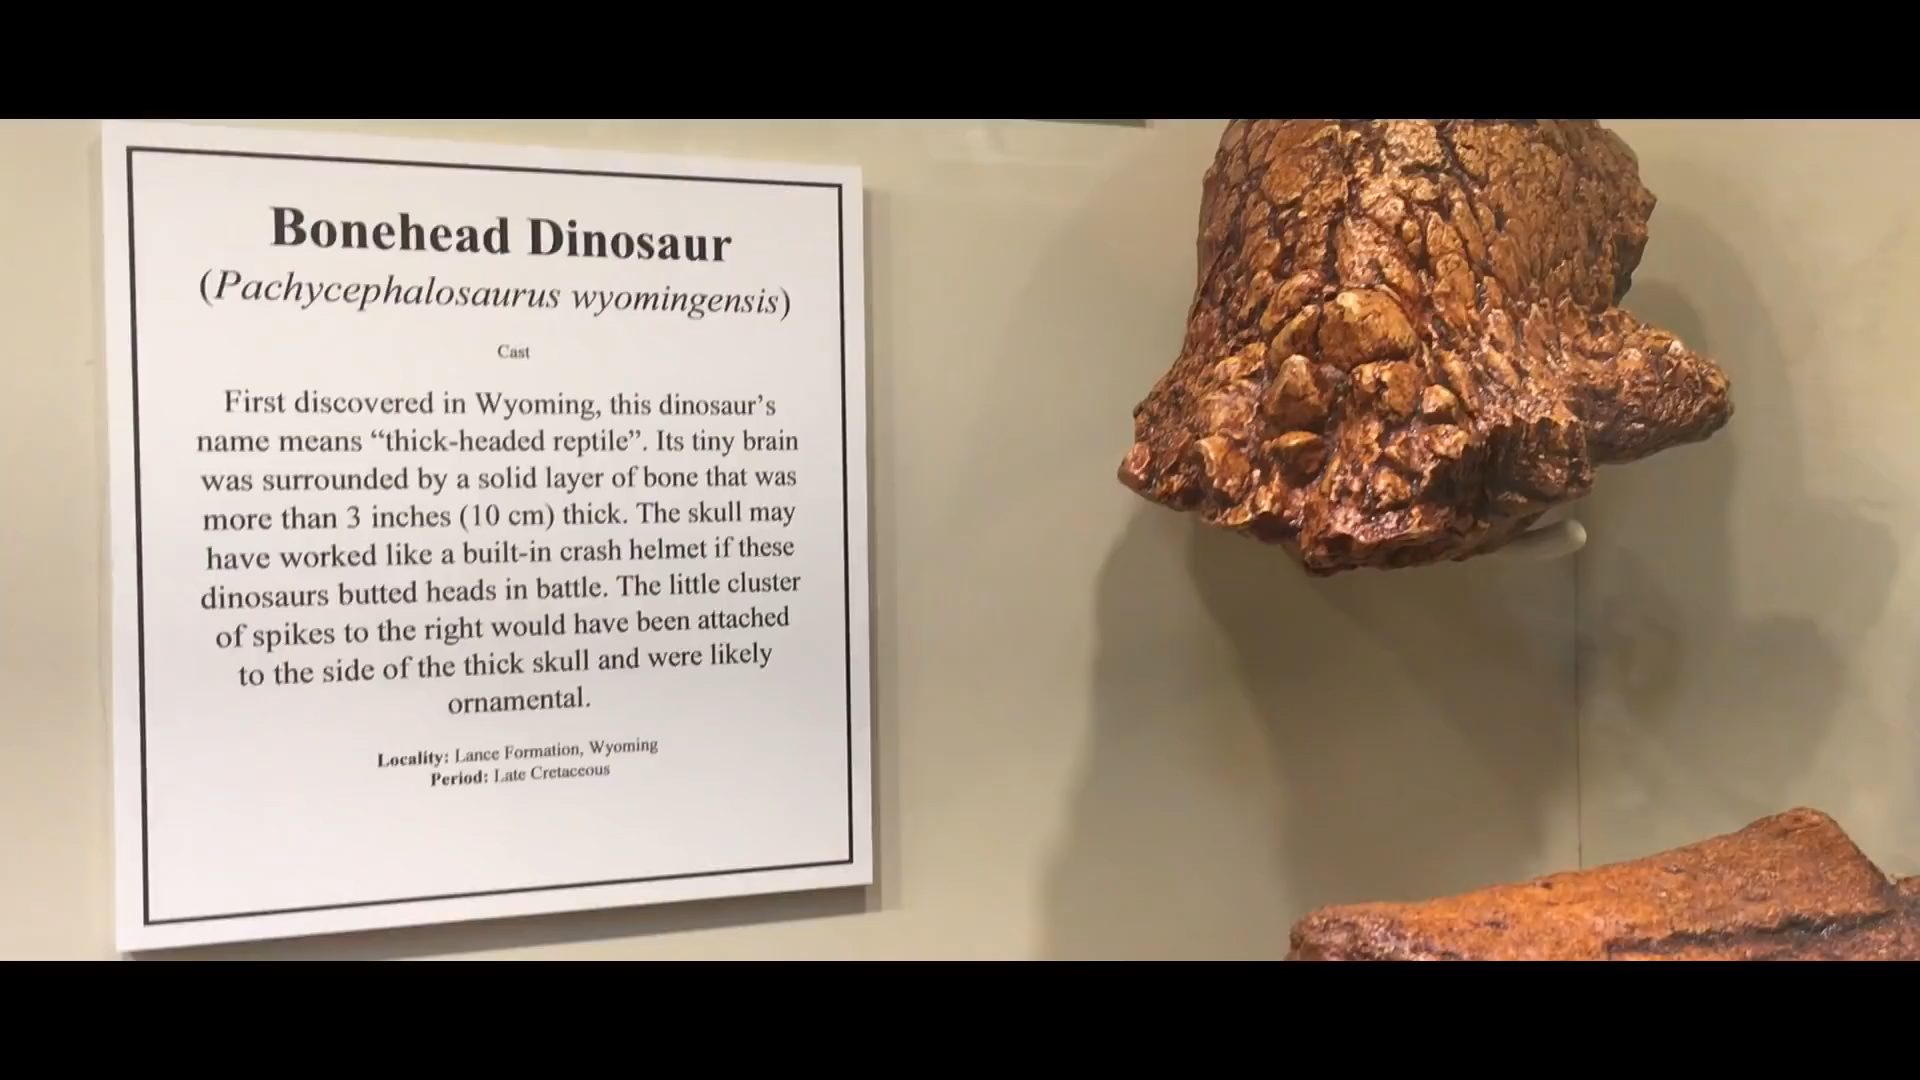 Bonehead Dinosaur
(Pachycephalosaurus wyomingensis)
Cast
First discovered in Wyoming, this dinosaur's
name means “thick-headed reptile”. Its tiny brain
was surrounded by a solid layer of bone that was
more than 3 inches (10 cm) thick. The skull may
have worked like a built-in crash helmet if these
dinosaurs butted heads in battle. The little cluster
of spikes to the right would have been attached
to the side of the thick skull and were likely
ornamental.
Locality: Lance Formation, Wyoming
Period: Late Cretaceous